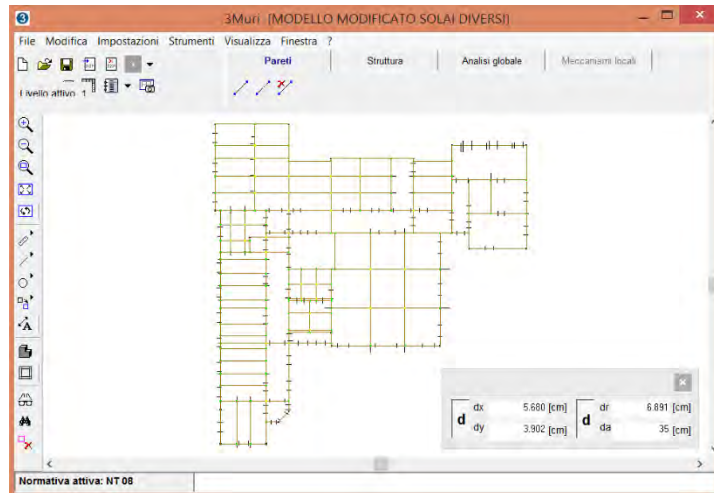 3Muri (MODELLO MODIFICATO SOLAI DIVERSI)
File Modifica Impostazioni Strumenti Visualizza Finestra ?
Pareti Struttura Analisi globale Meccanismi locali
Livello attivo 1
dx 5.680 [cm] dr 6.891 [cm]
d d
dy 3.902 [cm] da 35 [cm]
Normativa attiva: NT 08